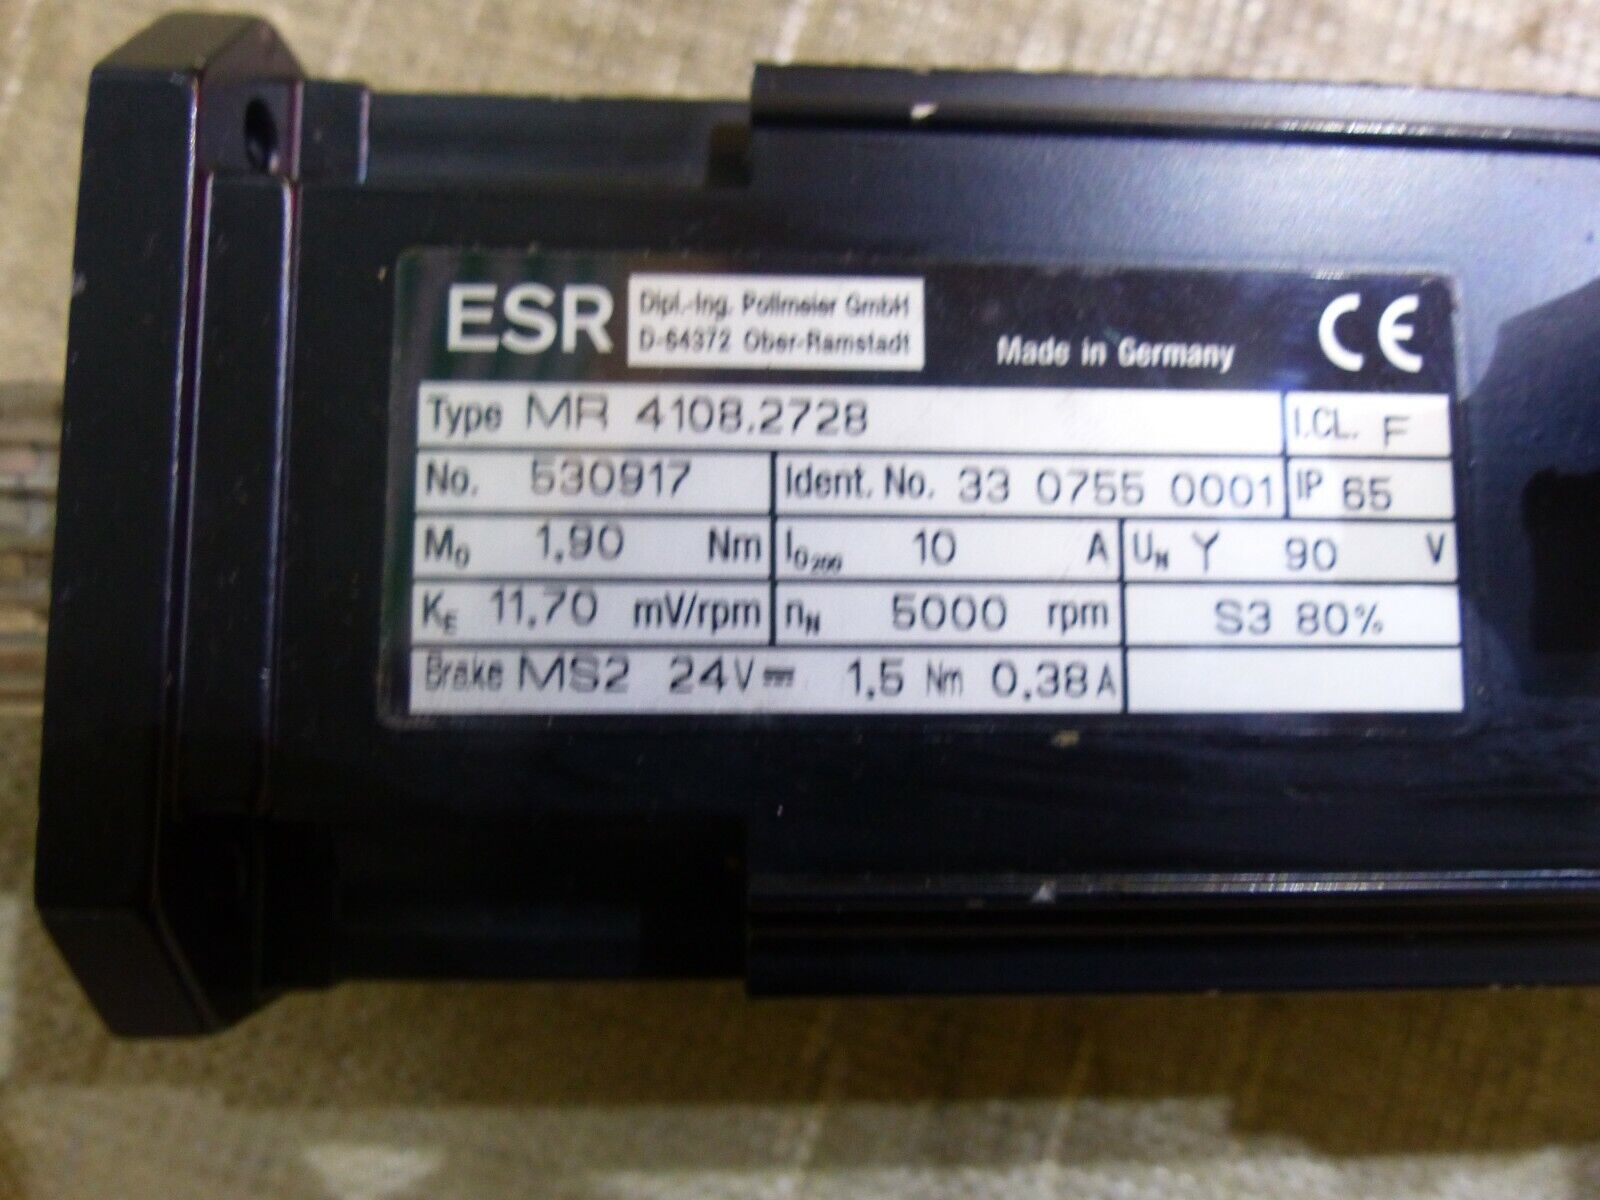 ESR Dipl.-Ing. Pollmeier GmbH
D-64372 Ober-Ramstadt
Made in Germany CE
Type MR 4108.2728 I.CL. F
No. 530917 Ident. No. 33 0755 0001 IP 65
M0 1,90 Nm I0200 10 A UN Y 90 V
KE 11,70 mV/rpm nN 5000 rpm S3 80%
Brake MS2 24V⎓ 1,5 Nm 0,38A